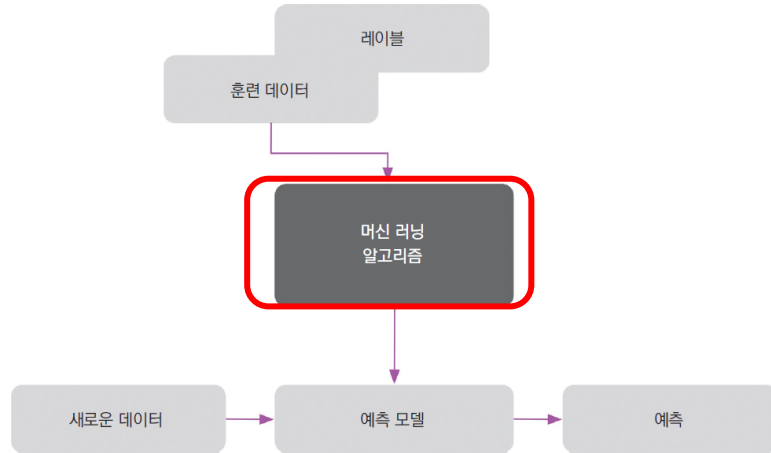 레이블
훈련 데이터
머신 러닝
알고리즘
새로운 데이터
예측 모델
예측